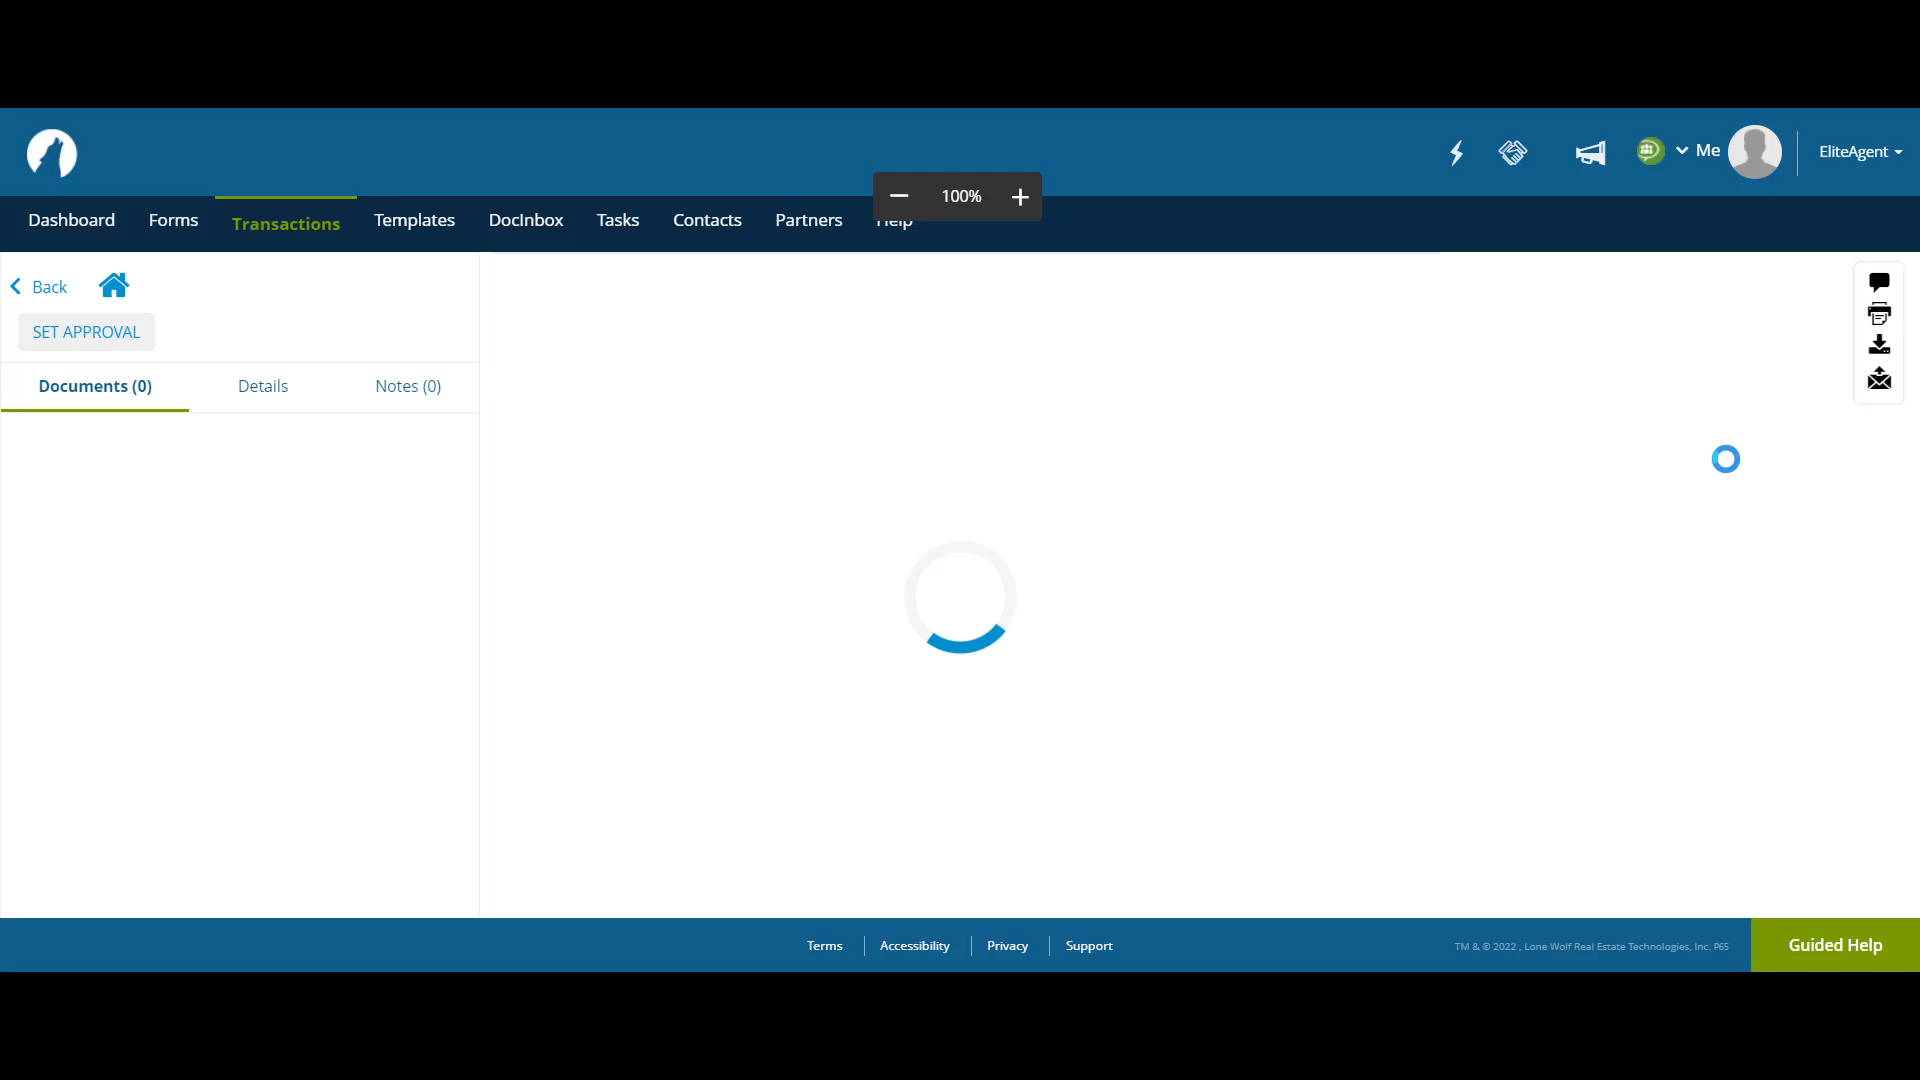 Me
EliteAgent
100%
Dashboard Forms Transactions Templates DocInbox Tasks Contacts Partners Help
Back
SET APPROVAL
Documents (0) Details Notes (0)
Terms Accessibility Privacy Support
TM & © 2022 , Lone Wolf Real Estate Technologies, Inc. P65
Guided Help